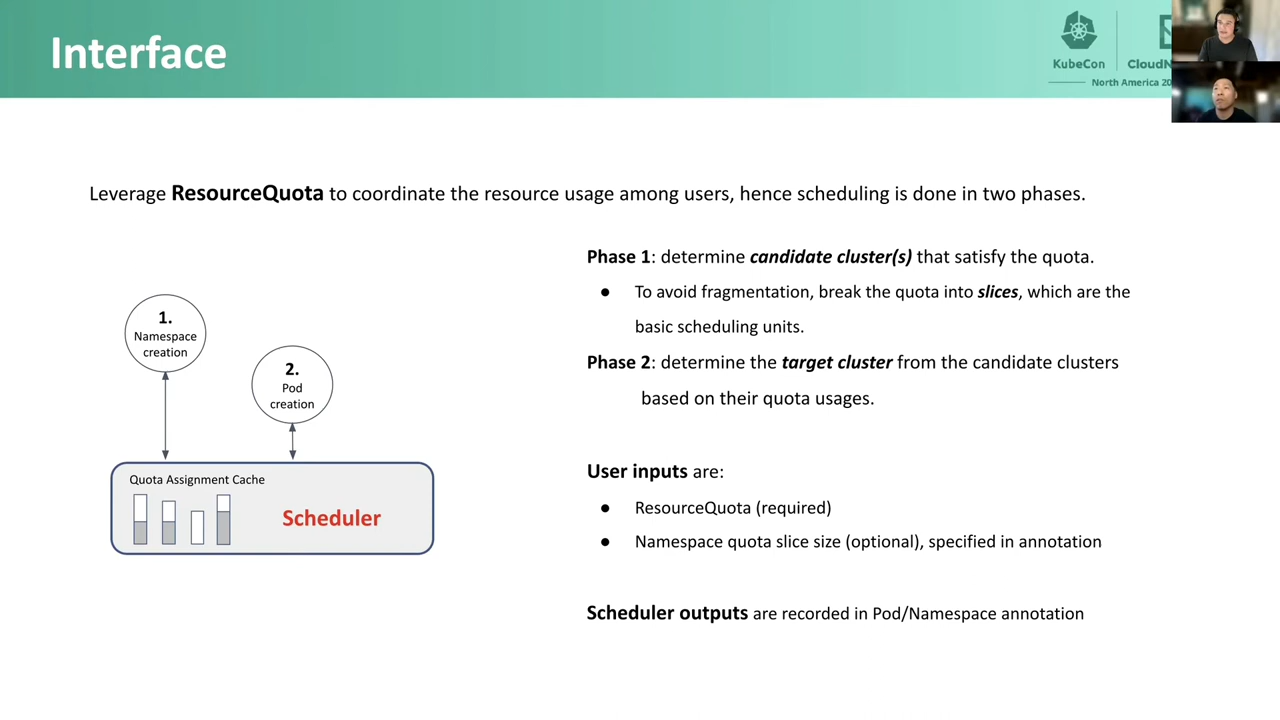 Interface
KubeCon
North America 20
Leverage ResourceQuota to coordinate the resource usage among users, hence scheduling is done in two phases.
1.
Namespace
creation
2.
Pod
creation
Quota Assignment Cache
Scheduler
Phase 1: determine candidate cluster(s) that satisfy the quota.
● To avoid fragmentation, break the quota into slices, which are the
basic scheduling units.
Phase 2: determine the target cluster from the candidate clusters
based on their quota usages.
User inputs are:
● ResourceQuota (required)
● Namespace quota slice size (optional), specified in annotation
Scheduler outputs are recorded in Pod/Namespace annotation